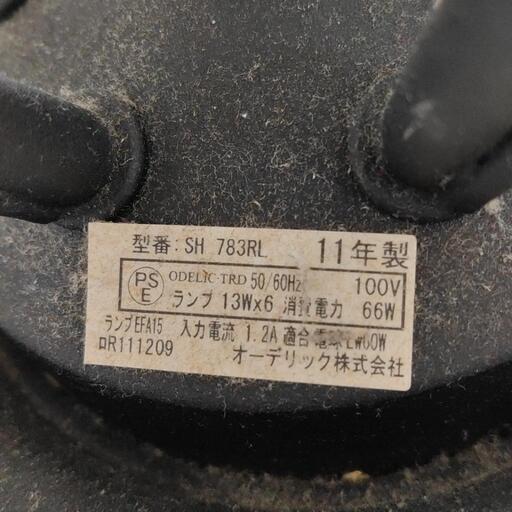 型番:SH 783RL 11年製
PS E ODELIC·TRD 50/60Hz 100V
ランプ 13W×6 消費電力 66W
ランプEFA15 入力電流 1.2A 適合
ロR111209 オーデリック株式会社